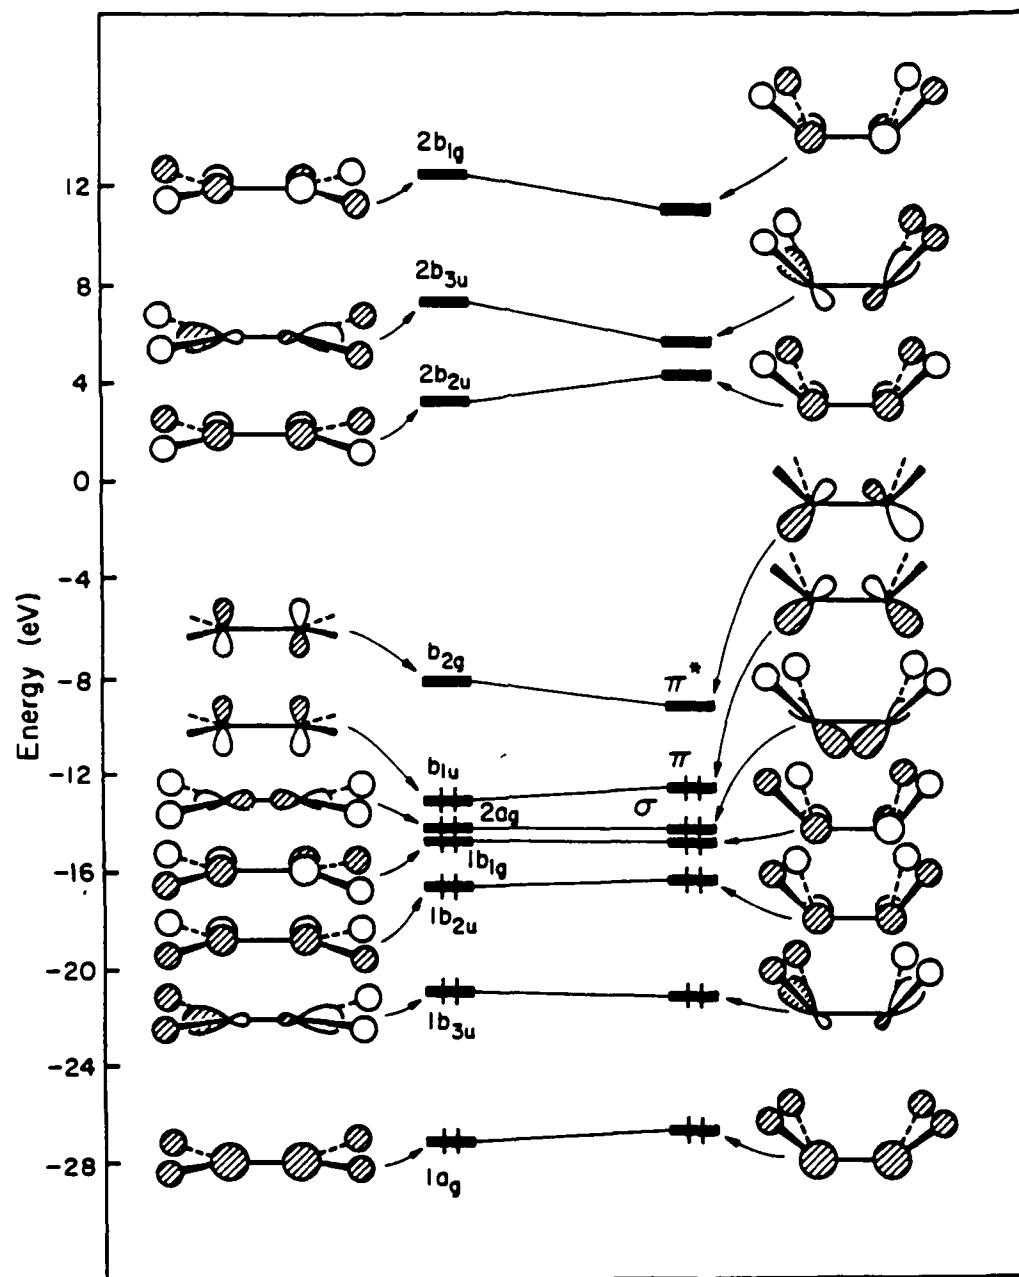 2b1g
12
2b3u
8
4
2b2u
0
-4
Energy (eV)
b2g
-8
π*
-12
b1u
π
2ag
σ
1b1g
-16
1b2u
-20
1b3u
-24
-28
1ag